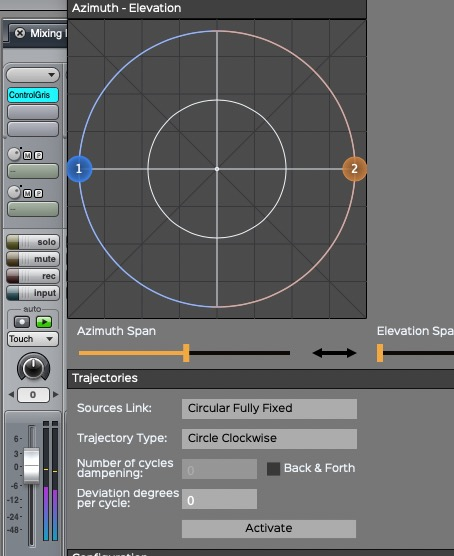 Azimuth - Elevation
Mixing
ControlGris
M P
M P
solo
mute
rec
input
auto
Touch
0
6
3
0
-3
-6
-12
-24
-48
1
2
Azimuth Span
Elevation Spa
Trajectories
Sources Link: Circular Fully Fixed
Trajectory Type: Circle Clockwise
Number of cycles
dampening: 0
Back & Forth
Deviation degrees
per cycle: 0
Activate